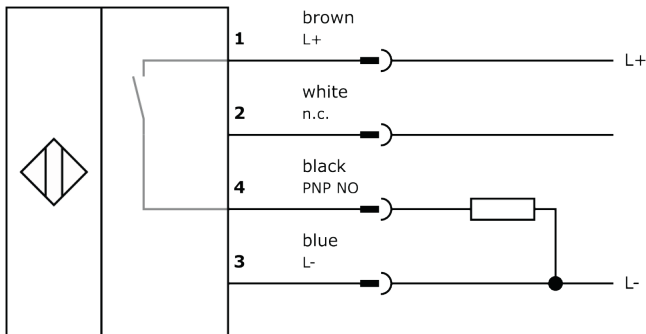 brown
1
L+
L+
white
2
n.c.
black
4
PNP NO
blue
3
L-
L-